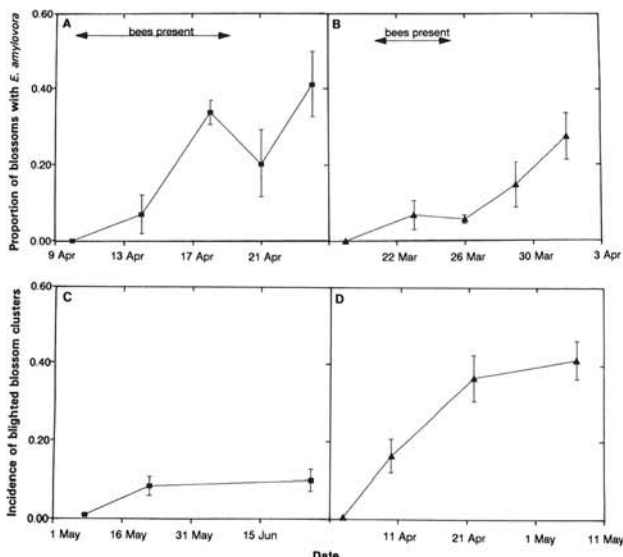 Proportion of blossoms with E. amylovora
0.60
0.40
0.20
0.00
A
bees present
9 Apr 13 Apr 17 Apr 21 Apr
B
bees present
22 Mar 26 Mar 30 Mar 3 Apr
Incidence of blighted blossom clusters
0.60
0.40
0.20
0.00
C
1 May 16 May 31 May 15 Jun
D
11 Apr 21 Apr 1 May 11 May
Date